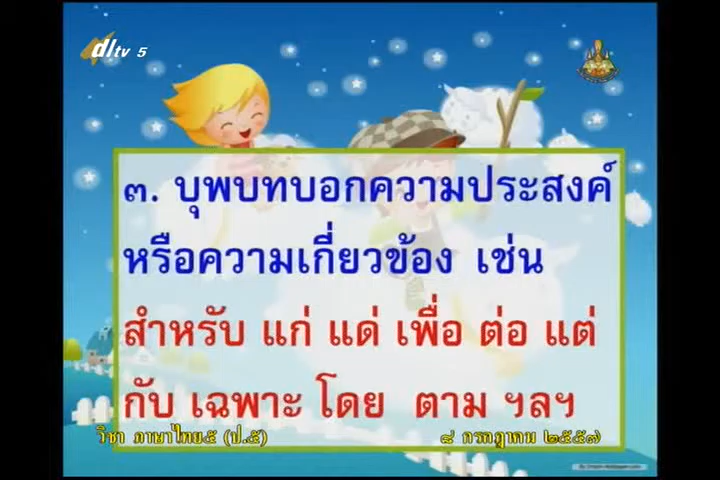 dltv 5
๓. บุพบทบอกความประสงค์
หรือความเกี่ยวข้อง เช่น
สำหรับ แก่ แด่ เพื่อ ต่อ แต่
กับ เฉพาะ โดย ตาม ฯลฯ
วิชา ภาษาไทย๕ (ป.๕)
๘ กรกฎาคม ๒๕๕๗